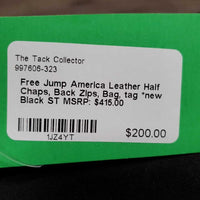 The Tack Collector
997606-323
Free Jump America Leather Half
Chaps, Back Zips, Bag, tag *new
Black ST MSRP: $415.00
1JZ4YT
$200.00